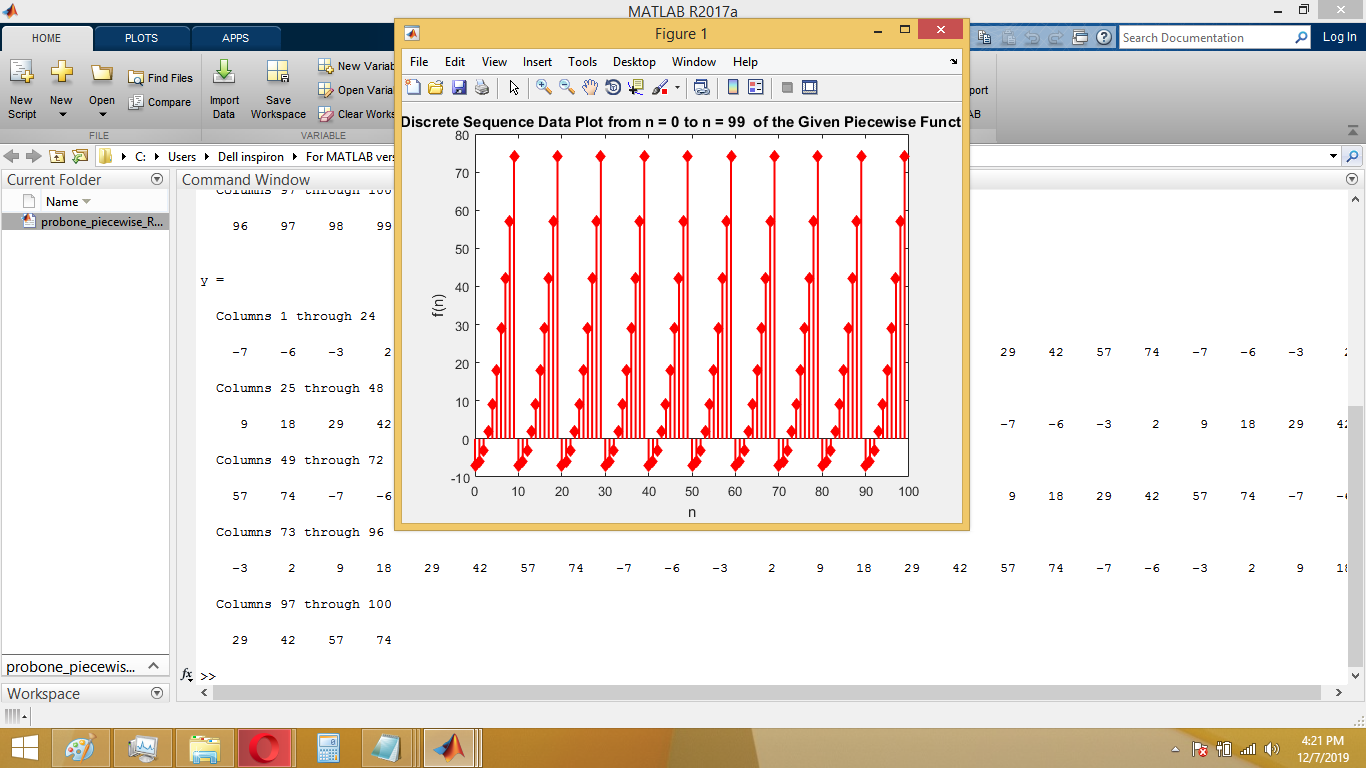 MATLAB R2017a
HOME PLOTS APPS
Search Documentation
Log In
New Script
New
Open
Find Files
Compare
Import Data
Save Workspace
New Variab
Open Varia
Clear Works
port
AB
FILE
VARIABLE
C: Users Dell inspiron For MATLAB vers
Current Folder
Name
probone_piecewise_R...
probone_piecewis...
Workspace
Command Window
Columns 97 through 100
96 97 98 99
y =
Columns 1 through 24
-7 -6 -3 2 29 42 57 74 -7 -6 -3
Columns 25 through 48
9 18 29 42 -7 -6 -3 2 9 18 29 42
Columns 49 through 72
57 74 -7 -6 9 18 29 42 57 74 -7 -6
Columns 73 through 96
-3 2 9 18 29 42 57 74 -7 -6 -3 2 9 18 29 42 57 74 -7 -6 -3 2 9 18
Columns 97 through 100
29 42 57 74
fx >>
Figure 1
File Edit View Insert Tools Desktop Window Help
Discrete Sequence Data Plot from n = 0 to n = 99 of the Given Piecewise Funct
80
70
60
50
40
30
20
10
0
-10
f(n)
0 10 20 30 40 50 60 70 80 90 100
n
4:21 PM
12/7/2019